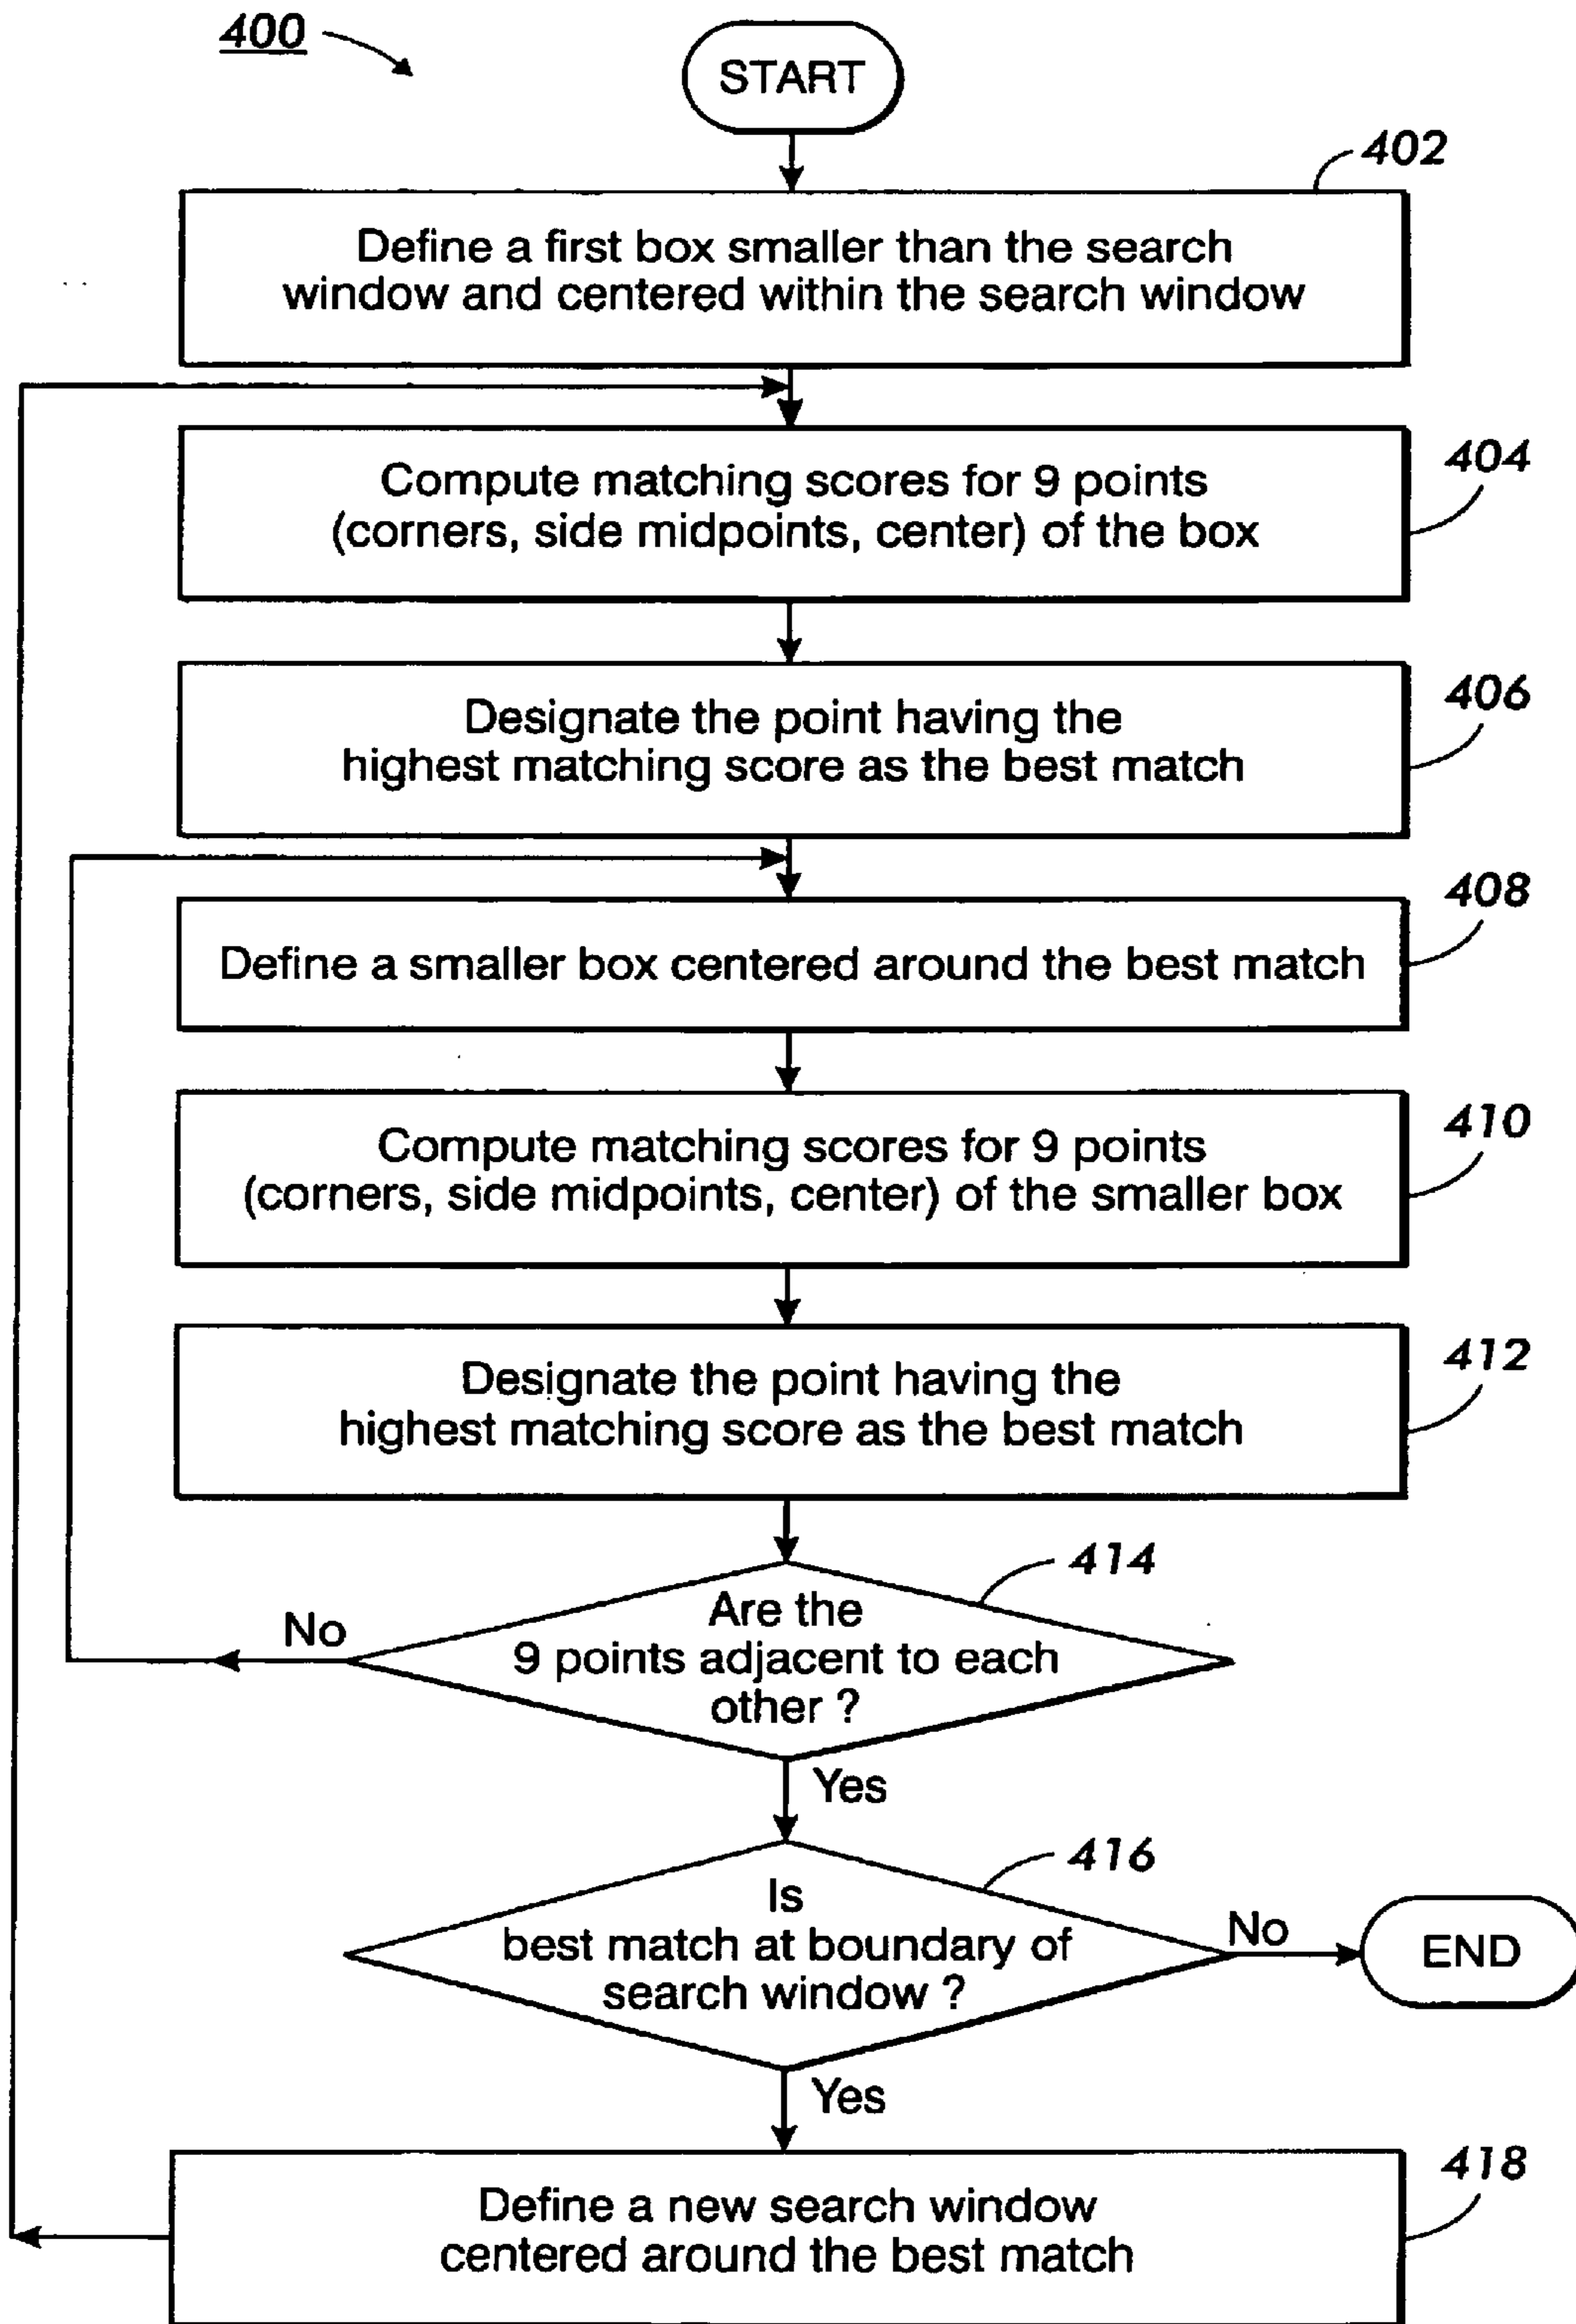 400
START
402
Define a first box smaller than the search
window and centered within the search window
404
Compute matching scores for 9 points
(corners, side midpoints, center) of the box
406
Designate the point having the
highest matching score as the best match
408
Define a smaller box centered around the best match
410
Compute matching scores for 9 points
(corners, side midpoints, center) of the smaller box
412
Designate the point having the
highest matching score as the best match
414
Are the
9 points adjacent to each
other ?
No
Yes
416
Is
best match at boundary of
search window ?
No
END
Yes
418
Define a new search window
centered around the best match